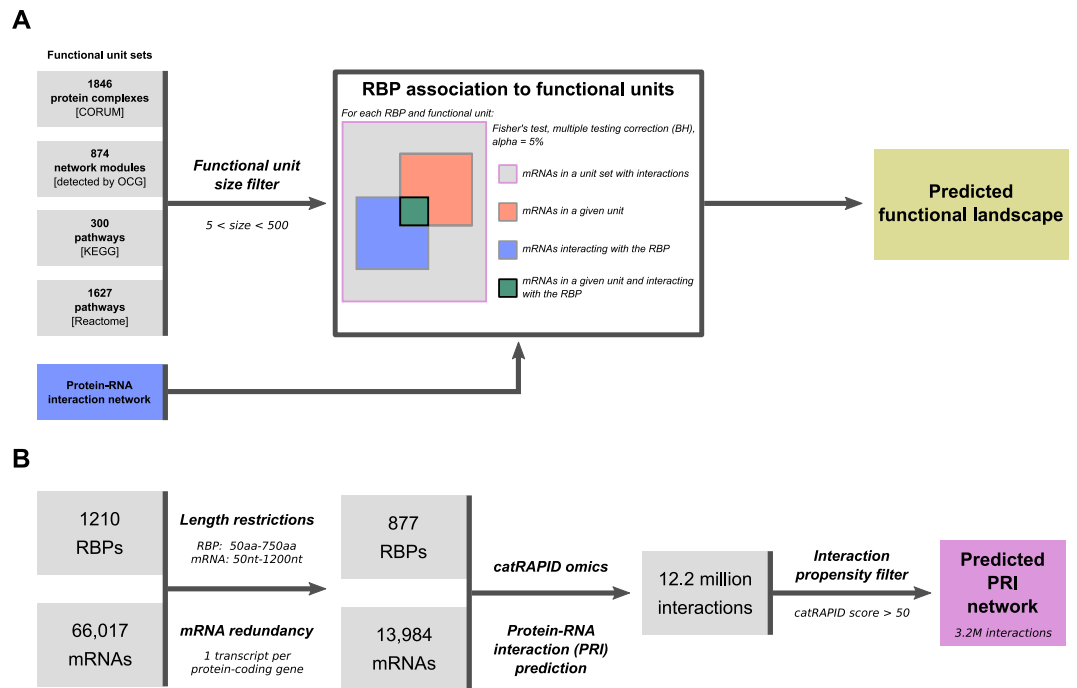 A
Functional unit sets
1846
protein complexes
[CORUM]
874
network modules
[detected by OCG]
300
pathways
[KEGG]
1627
pathways
[Reactome]
Protein-RNA
interaction network
Functional unit
size filter
5 < size < 500
RBP association to functional units
For each RBP and functional unit:
Fisher's test, multiple testing correction (BH),
alpha = 5%
mRNAs in a unit set with interactions
mRNAs in a given unit
mRNAs interacting with the RBP
mRNAs in a given unit and interacting
with the RBP
Predicted
functional landscape
B
1210
RBPs
66,017
mRNAs
Length restrictions
RBP: 50aa-750aa
mRNA: 50nt-1200nt
mRNA redundancy
1 transcript per
protein-coding gene
877
RBPs
13,984
mRNAs
catRAPID omics
Protein-RNA
interaction (PRI)
prediction
12.2 million
interactions
Interaction
propensity filter
catRAPID score > 50
Predicted
PRI
network
3.2M interactions